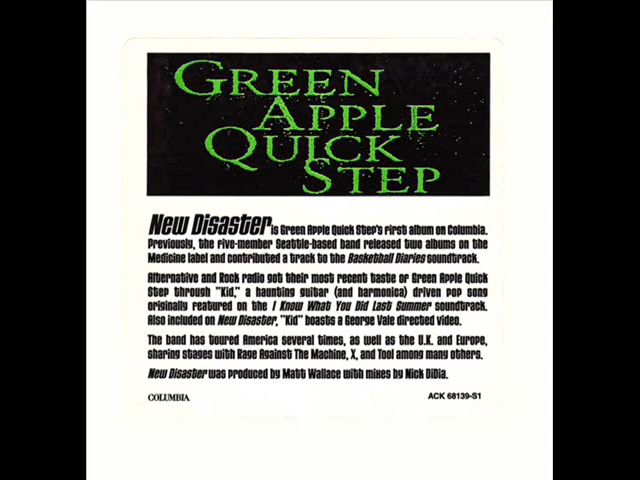 GREEN
APPLE
QUICK
STEP
New Disaster is Green Apple Quick Step's first album on Columbia.
Previously, the five-member Seattle-based band released two albums on the
Medicine label and contributed a track to the Basketball Diaries soundtrack.
Alternative and Rock radio got their most recent taste of Green Apple Quick
Step through "Kid," a haunting guitar (and harmonica) driven pop song
originally featured on the I Know What You Did Last Summer soundtrack.
Also included on New Disaster, "Kid" boasts a George Vale directed video.
The band has toured America several times, as well as the U.K. and Europe,
sharing stages with Rage Against The Machine, X, and Tool among many others.
New Disaster was produced by Matt Wallace with mixes by Nick DiDia.
COLUMBIA
ACK 68139-S1